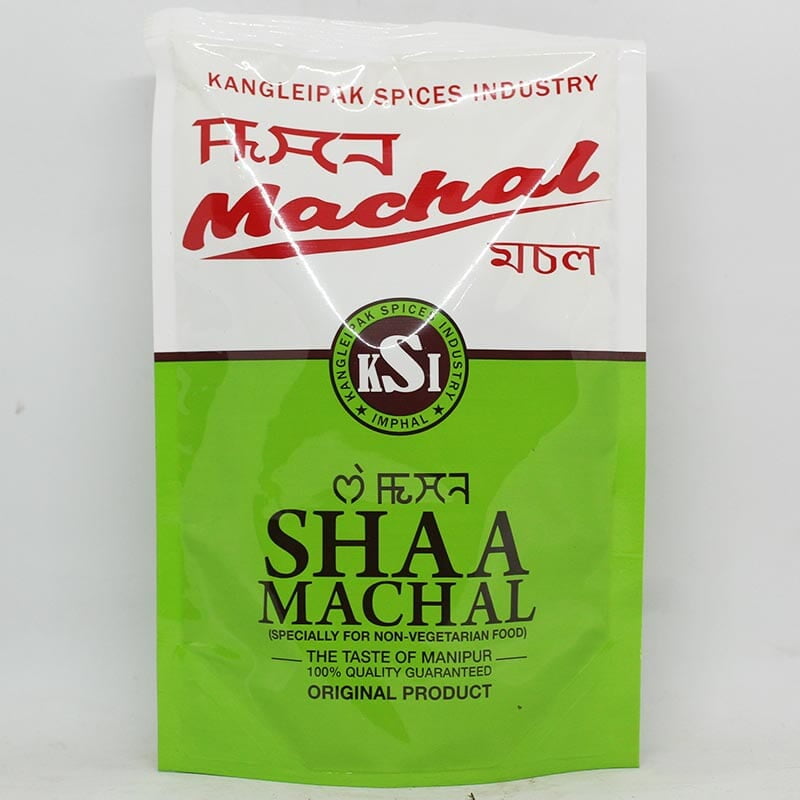 KANGLEIPAK SPICES INDUSTRY
ꯃꯆꯜ
Machal
মচল
KANGLEIPAK SPICES INDUSTRY
KSI
★ IMPHAL ★
ꯁꯥ ꯃꯆꯜ
SHAA
MACHAL
(SPECIALLY FOR NON-VEGETARIAN FOOD)
THE TASTE OF MANIPUR
100% QUALITY GUARANTEED
ORIGINAL PRODUCT